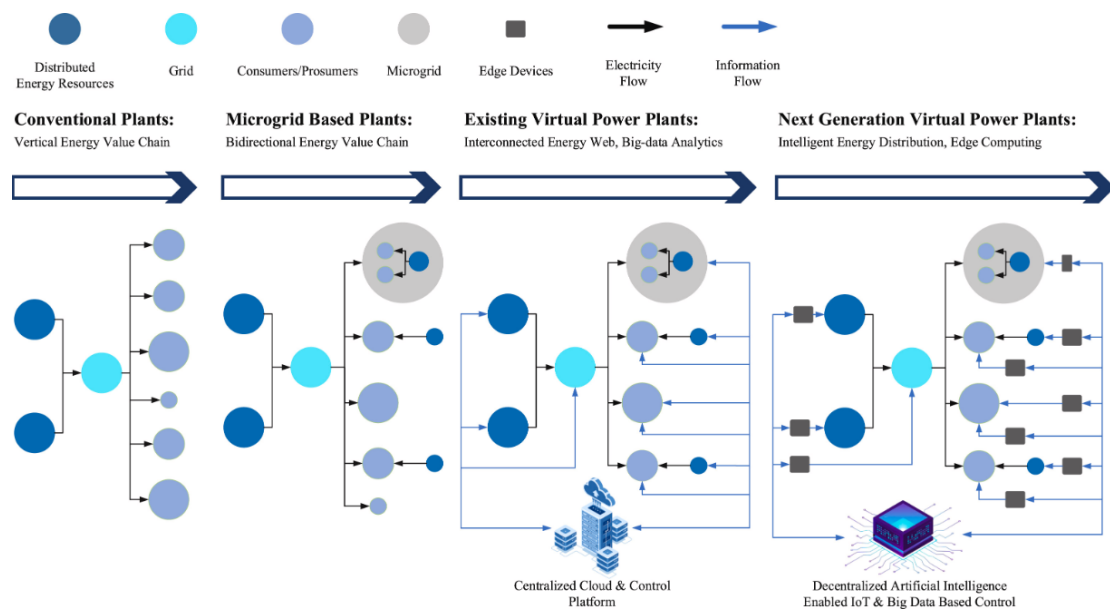 Distributed
Energy Resources
Grid
Consumers/Prosumers
Microgrid
Edge Devices
Electricity
Flow
Information
Flow
Conventional Plants:
Vertical Energy Value Chain
Microgrid Based Plants:
Bidirectional Energy Value Chain
Existing Virtual Power Plants:
Interconnected Energy Web, Big-data Analytics
Next Generation Virtual Power Plants:
Intelligent Energy Distribution, Edge Computing
Centralized Cloud & Control
Platform
Decentralized Artificial Intelligence
Enabled IoT & Big Data Based Control